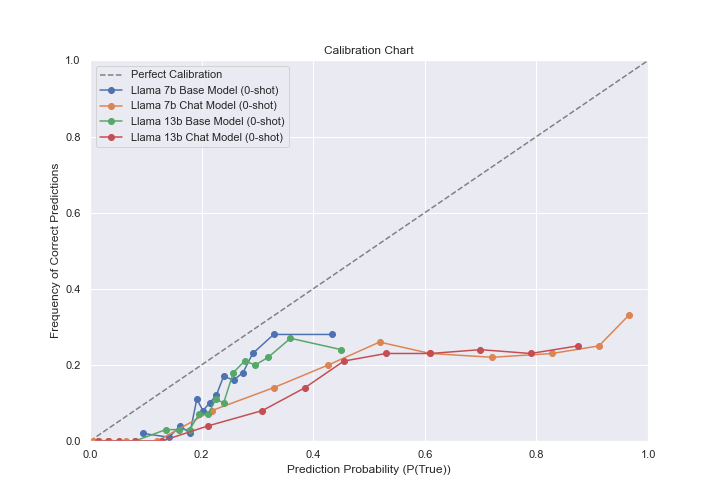 Calibration Chart
Perfect Calibration
Llama 7b Base Model (0-shot)
Llama 7b Chat Model (0-shot)
Llama 13b Base Model (0-shot)
Llama 13b Chat Model (0-shot)
Frequency of Correct Predictions
1.0
0.8
0.6
0.4
0.2
0.0
0.0 0.2 0.4 0.6 0.8 1.0
Prediction Probability (P(True))